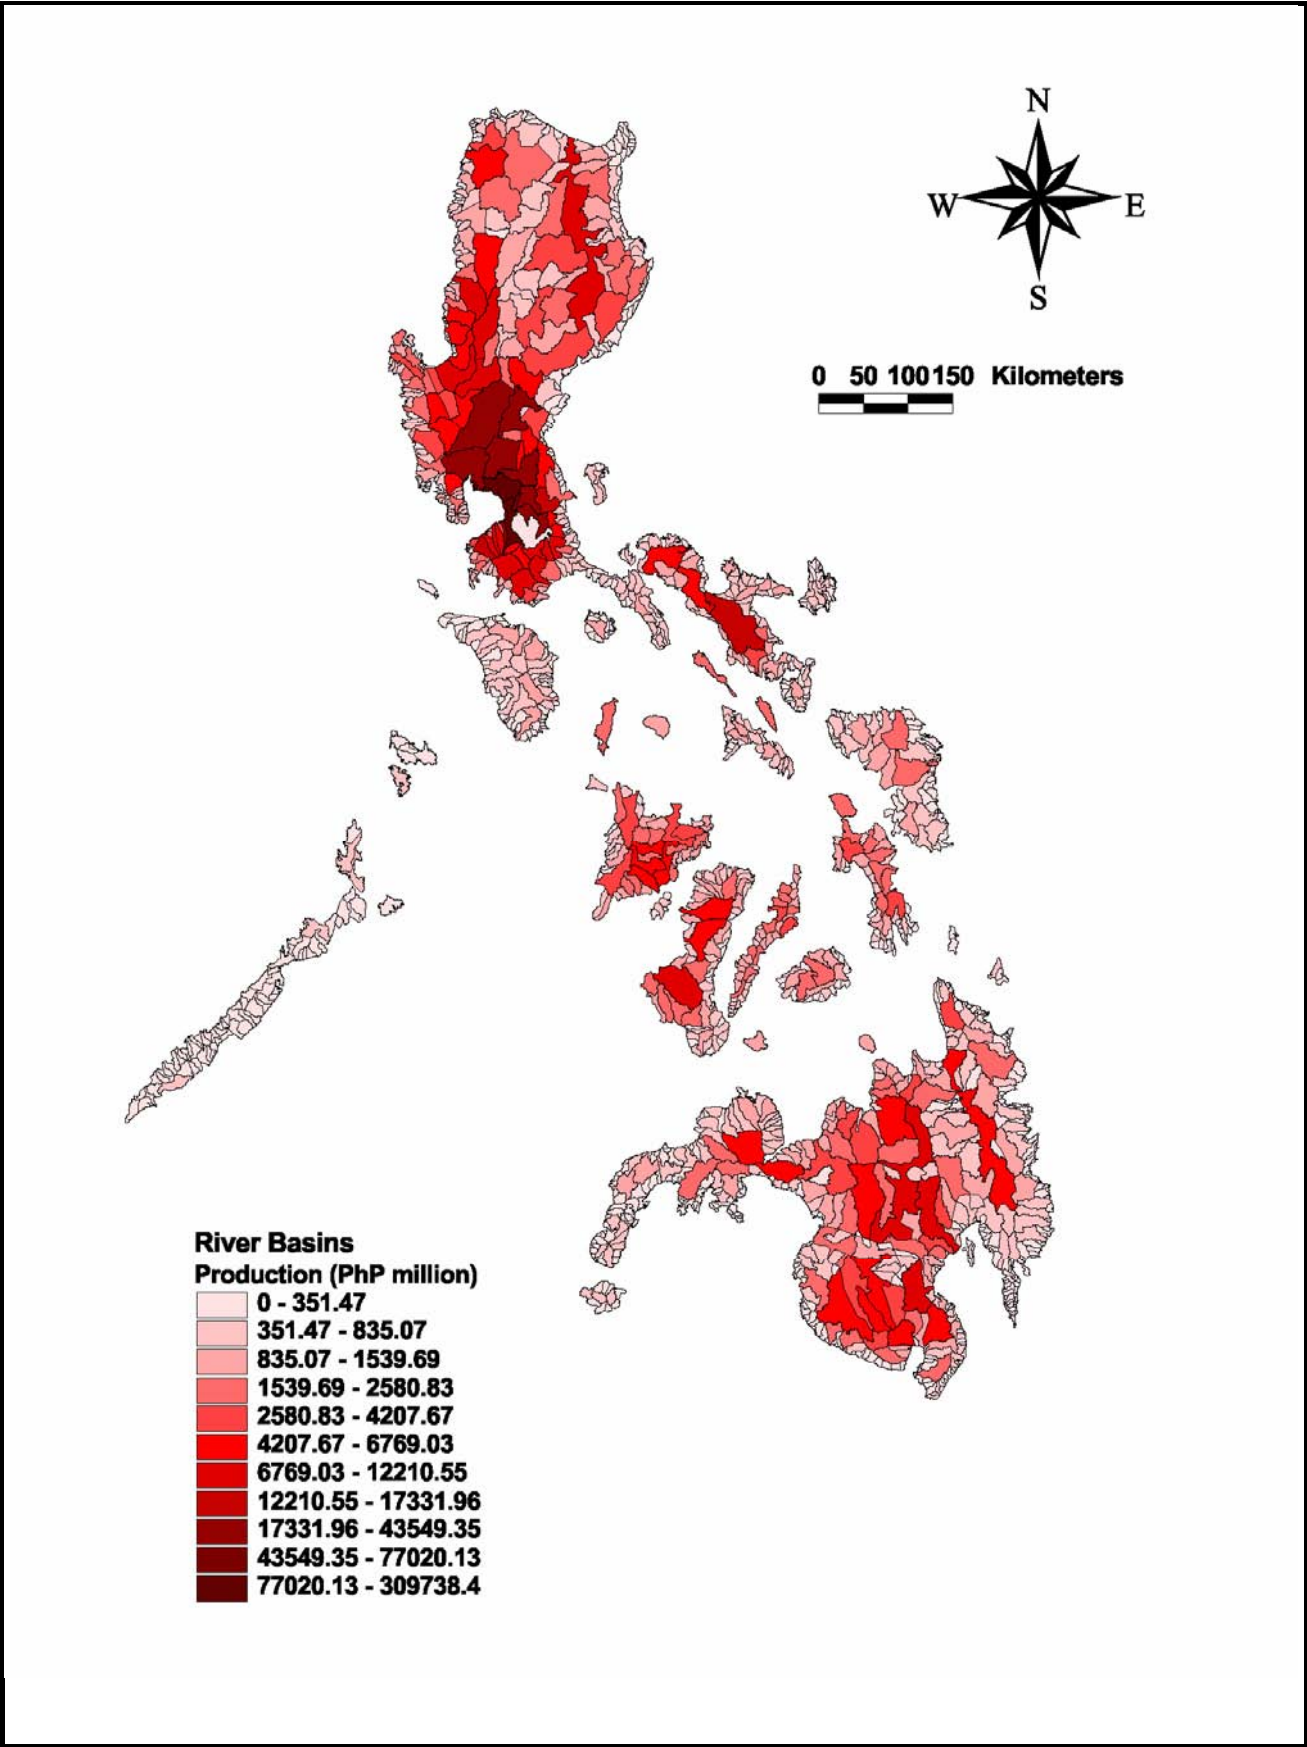 N
W E
S
0 50 100 150 Kilometers
River Basins
Production (PhP million)
0 - 351.47
351.47 - 835.07
835.07 - 1539.69
1539.69 - 2580.83
2580.83 - 4207.67
4207.67 - 6769.03
6769.03 - 12210.55
12210.55 - 17331.96
17331.96 - 43549.35
43549.35 - 77020.13
77020.13 - 309738.4